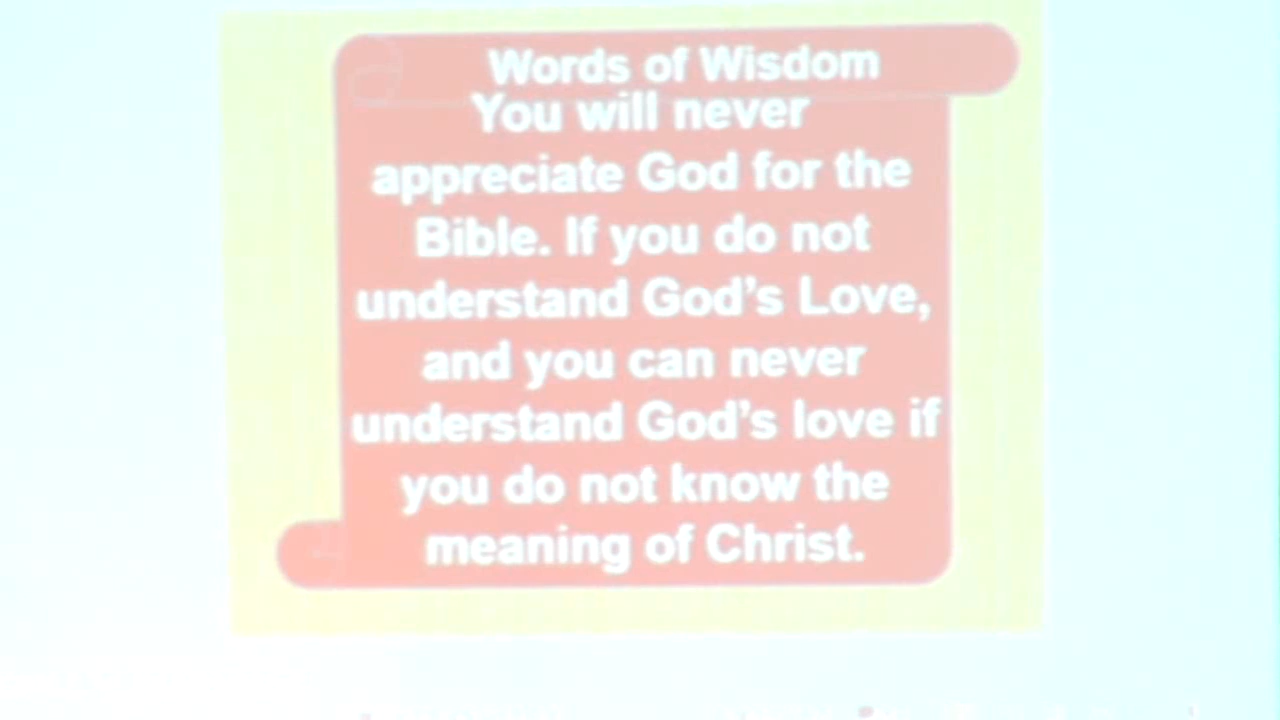 Words of Wisdom
You will never
appreciate God for the
Bible. If you do not
understand God's Love,
and you can never
understand God's love if
you do not know the
meaning of Christ.